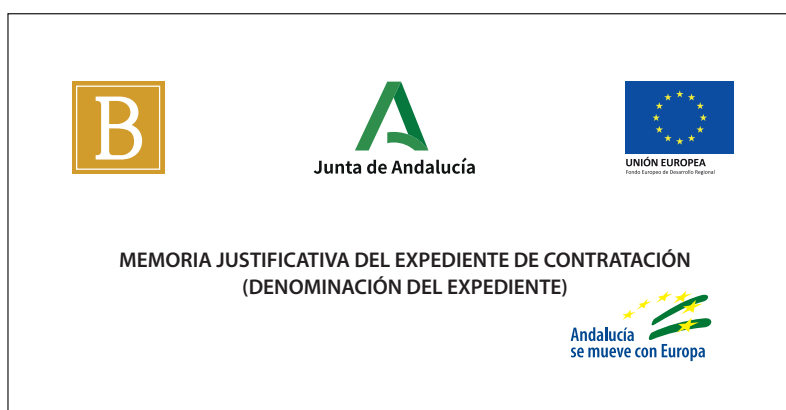 B
Junta de Andalucía
UNIÓN EUROPEA
Fondo Europeo de Desarrollo Regional
MEMORIA JUSTIFICATIVA DEL EXPEDIENTE DE CONTRATACIÓN
(DENOMINACIÓN DEL EXPEDIENTE)
Andalucía
se mueve con Europa